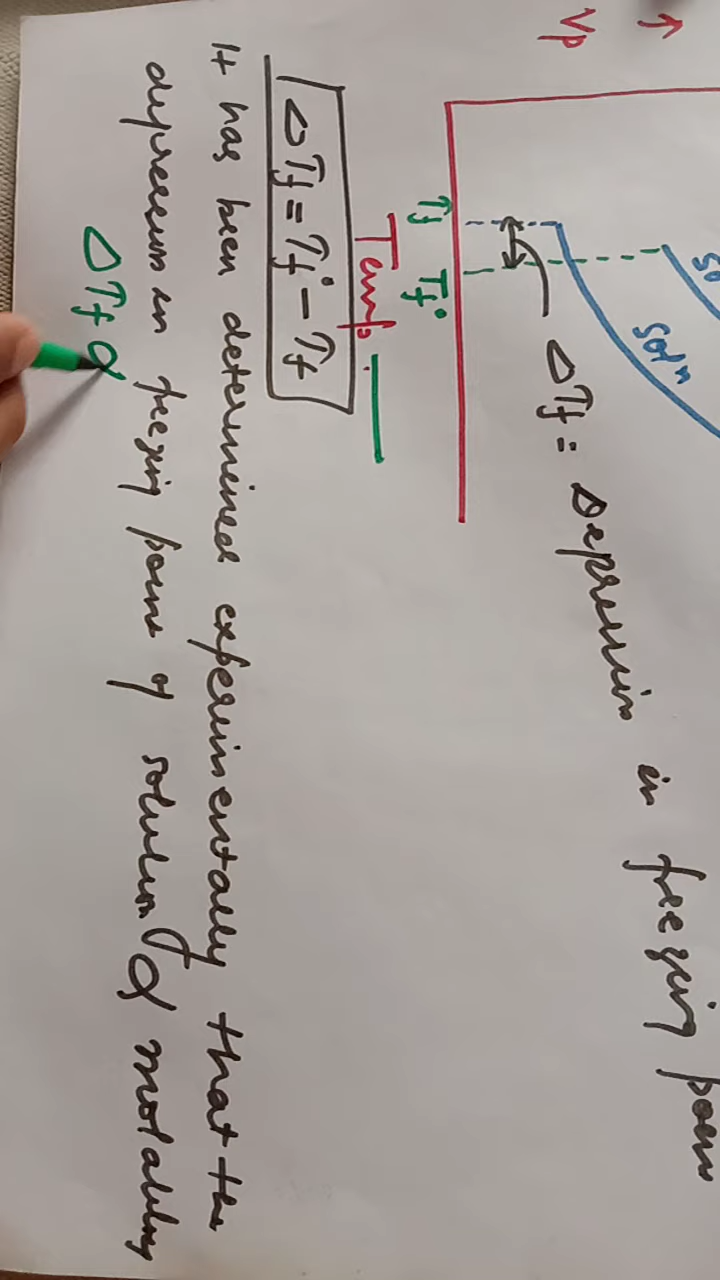 ↑
Vp
Sol
Solⁿ
ΔTf = Depression in freezing point
Tf Tf°
Temp.
ΔTf = Tf° - Tf
It has been determined experimentally that the
depression in freezing point of solution ∝ molality
ΔTf ∝